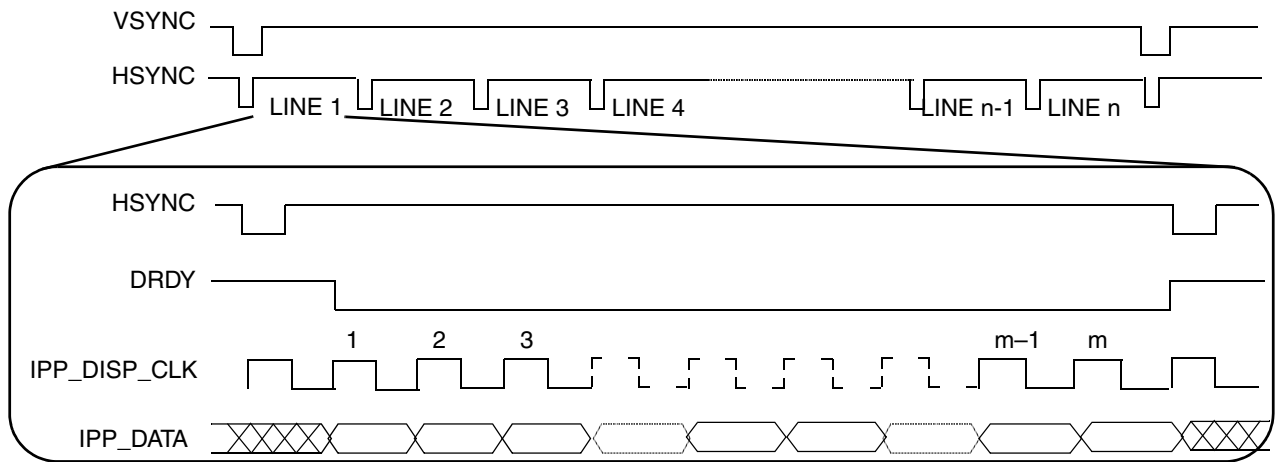 VSYNC
HSYNC
LINE 1 LINE 2 LINE 3 LINE 4 LINE n-1 LINE n
HSYNC
DRDY
1 2 3 m–1 m
IPP_DISP_CLK
IPP_DATA